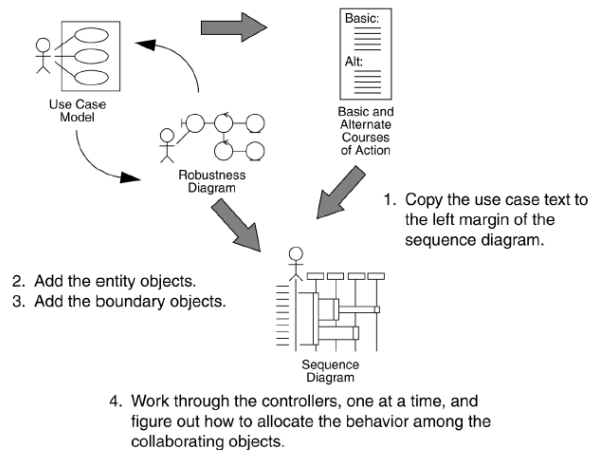 Basic:
Alt:
Use Case
Model
Basic and
Alternate
Courses
of Action
Robustness
Diagram
1. Copy the use case text to
the left margin of the
sequence diagram.
2. Add the entity objects.
3. Add the boundary objects.
Sequence
Diagram
4. Work through the controllers, one at a time, and
figure out how to allocate the behavior among the
collaborating objects.